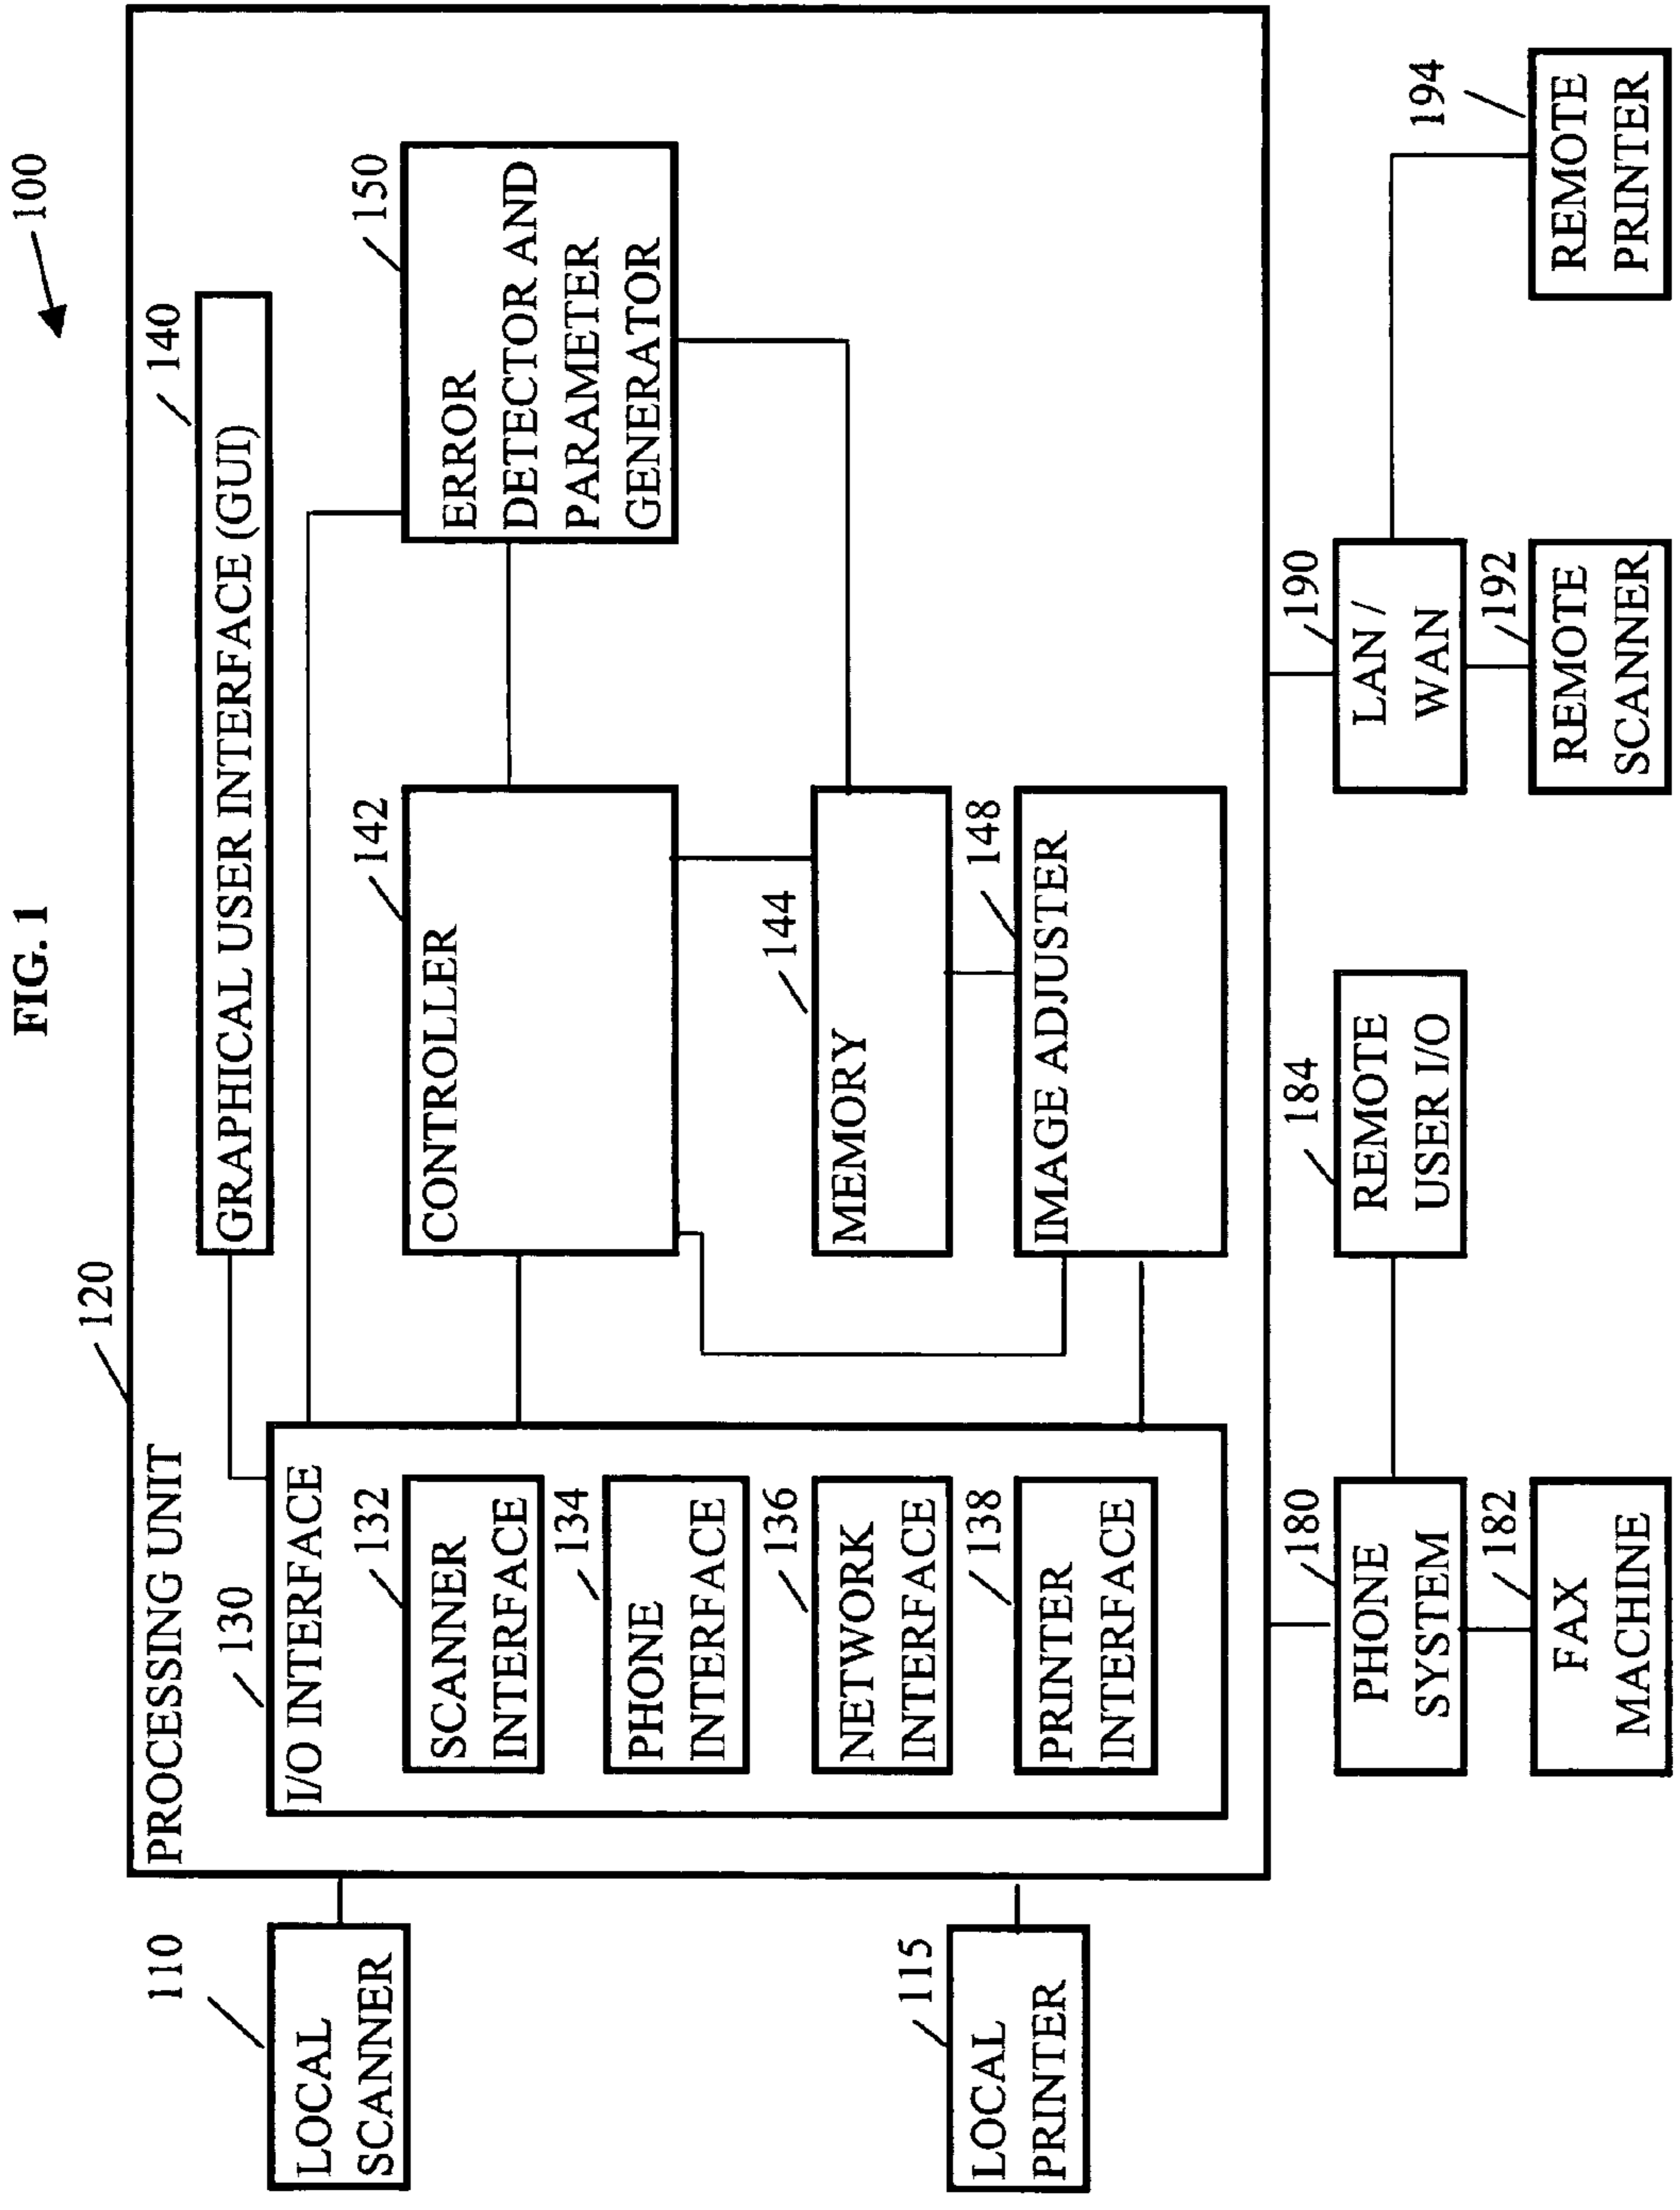 FIG. 1
100
120
PROCESSING UNIT
140
GRAPHICAL USER INTERFACE (GUI)
110
LOCAL
SCANNER
130
I/O INTERFACE
132
SCANNER
INTERFACE
134
PHONE
INTERFACE
136
NETWORK
INTERFACE
138
PRINTER
INTERFACE
142
CONTROLLER
150
ERROR
DETECTOR AND
PARAMETER
GENERATOR
144
MEMORY
148
IMAGE ADJUSTER
115
LOCAL
PRINTER
180
PHONE
SYSTEM
184
REMOTE
USER I/O
190
LAN /
WAN
182
FAX
MACHINE
192
REMOTE
SCANNER
194
REMOTE
PRINTER